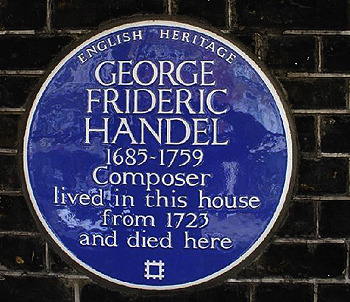 ENGLISH HERITAGE
GEORGE
FRIDERIC
HANDEL
1685-1759
Composer
lived in this house
from 1723
and died here